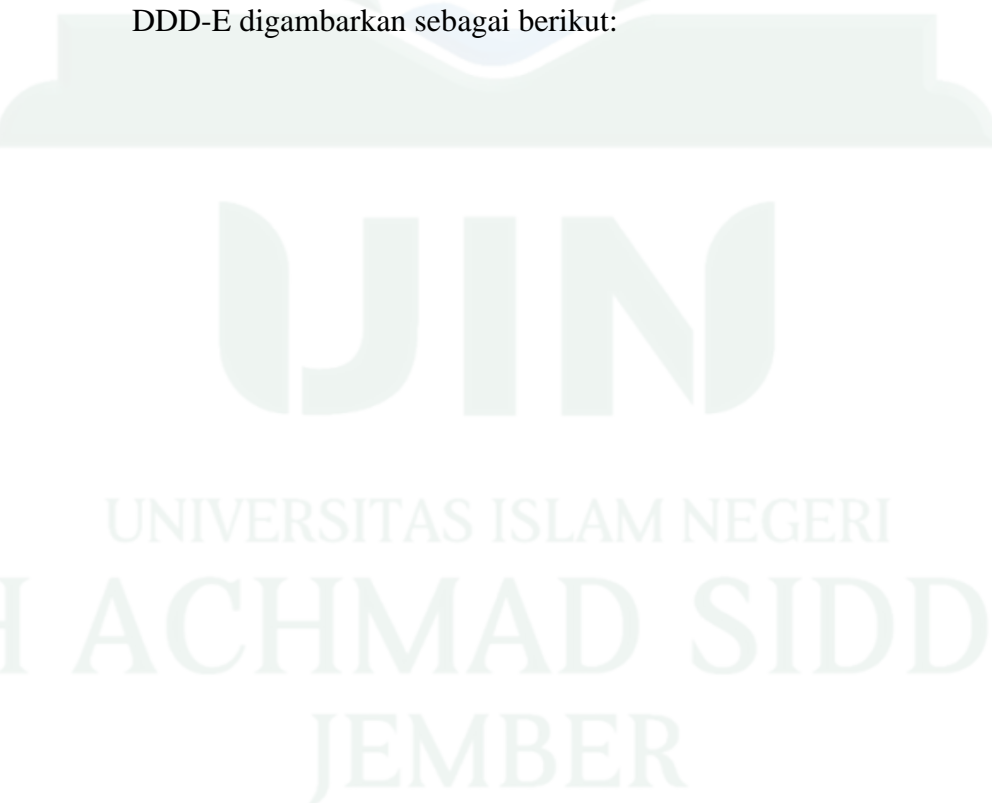 DDD-E digambarkan sebagai berikut:
UIN
UNIVERSITAS ISLAM NEGERI
H ACHMAD SIDD
JEMBER